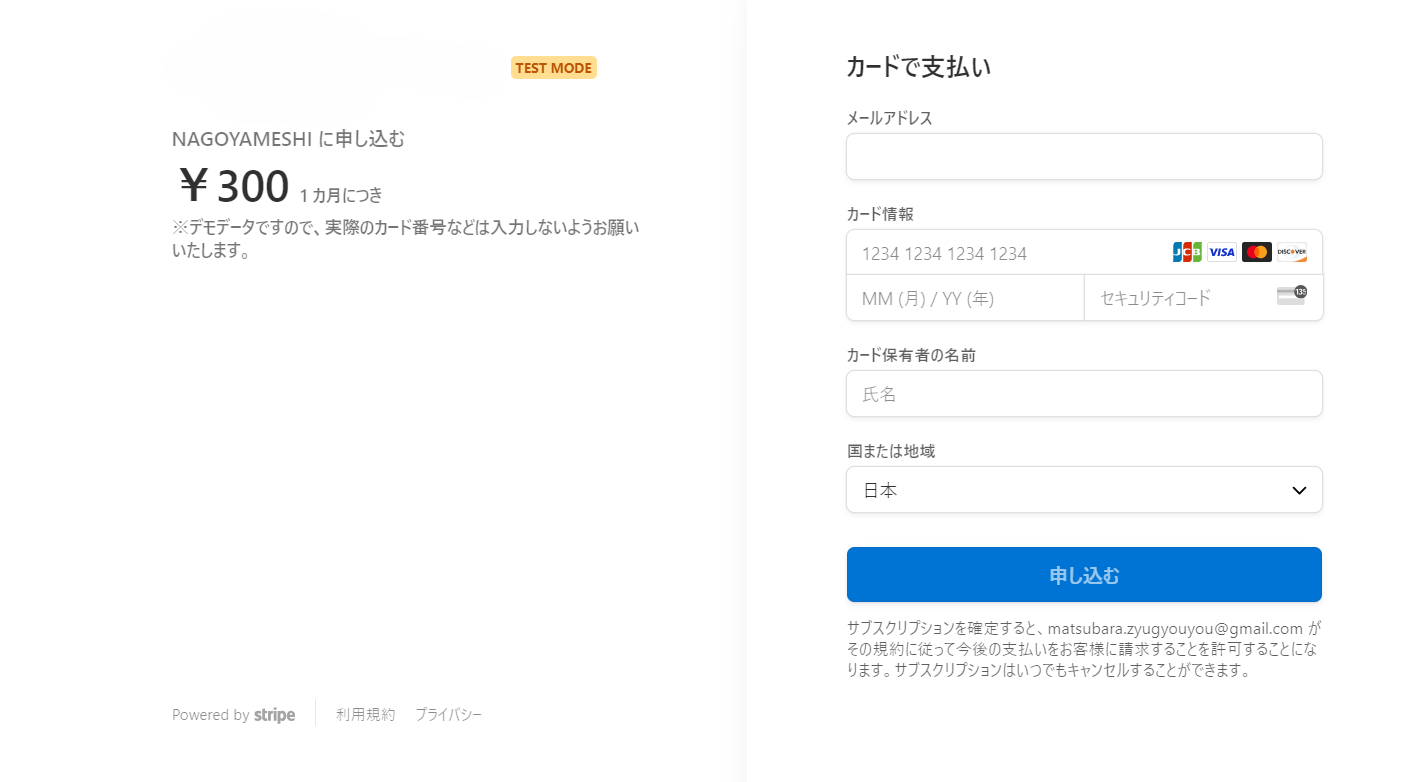 TEST MODE
NAGOYAMESHI に申し込む
￥300 1 カ月につき
※デモデータですので、実際のカード番号などは入力しないようお願い
いたします。
Powered by stripe
利用規約 プライバシー
カードで支払い
メールアドレス
カード情報
1234 1234 1234 1234 JCB VISA DISCOVER
MM (月) / YY (年) セキュリティコード 135
カード保有者の名前
氏名
国または地域
日本
申し込む
サブスクリプションを確定すると、matsubara.zyugyouyou@gmail.com が
その規約に従って今後の支払いをお客様に請求することを許可することにな
ります。サブスクリプションはいつでもキャンセルすることができます。